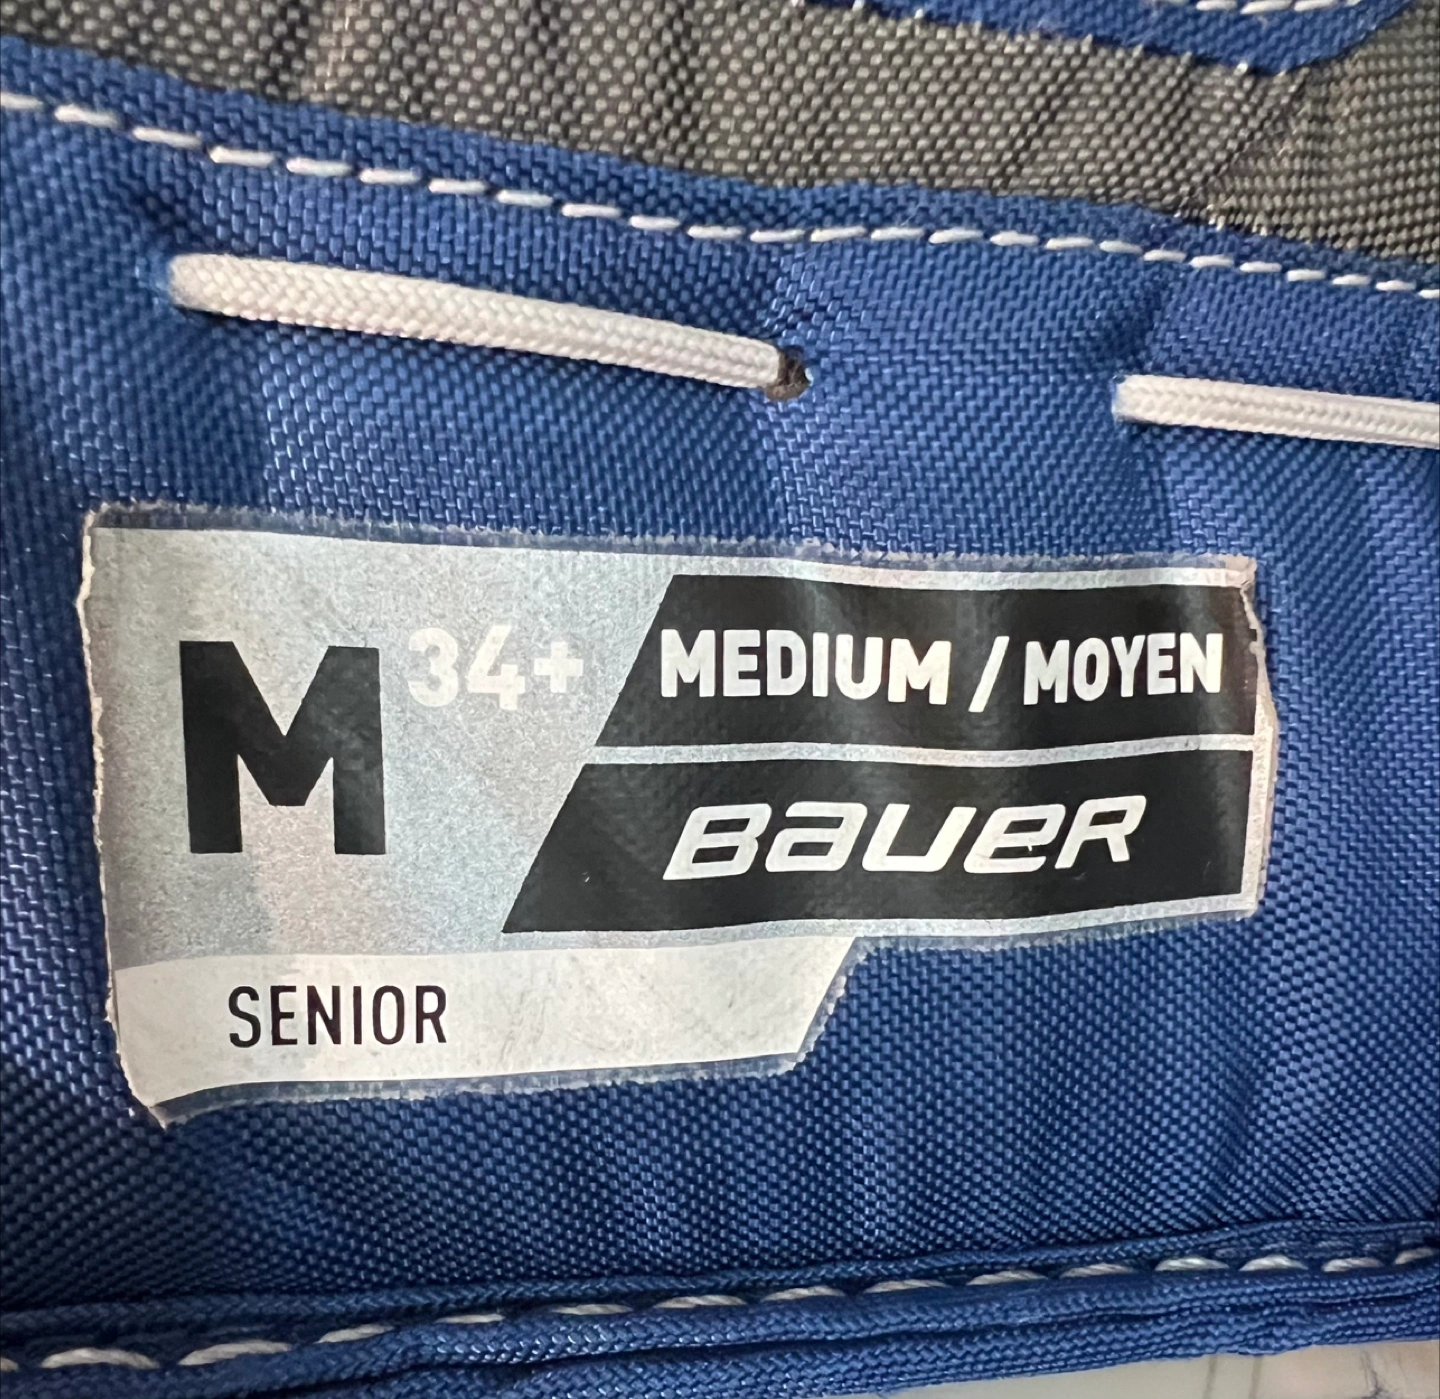 M 34+
MEDIUM / MOYEN
BAUER
SENIOR